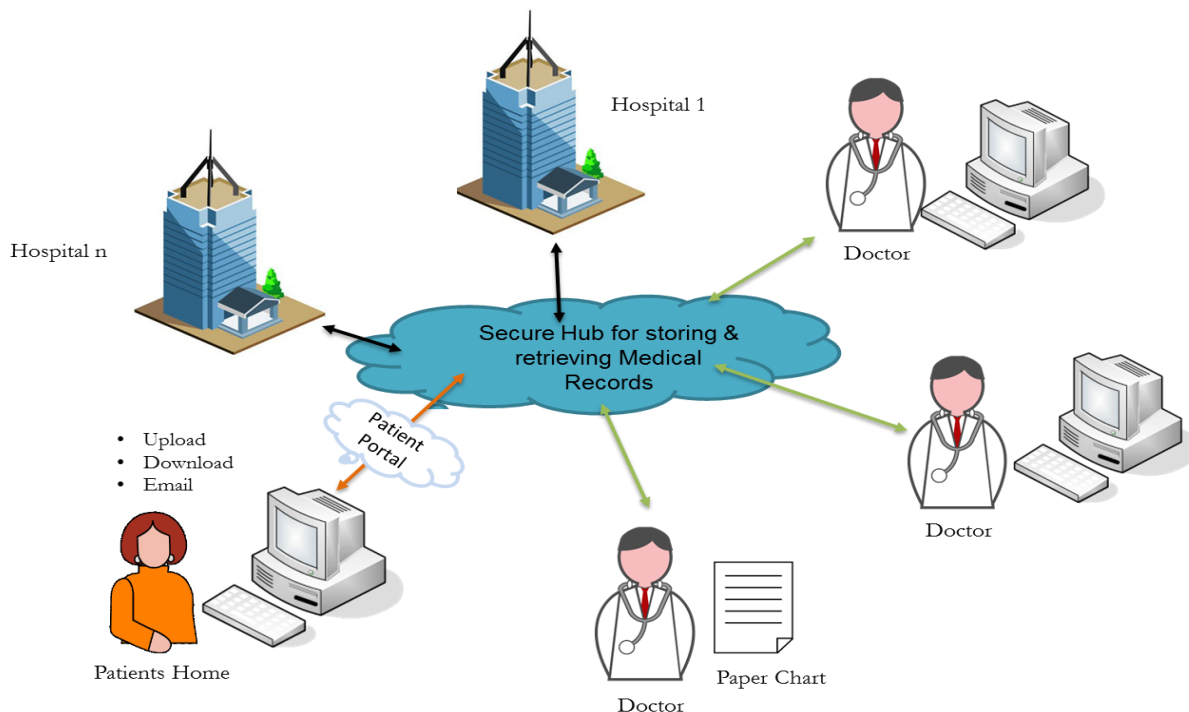 Hospital 1
Hospital n
Doctor
Secure Hub for storing &
retrieving Medical
Records
Patient
Portal
• Upload
• Download
• Email
Doctor
Patients Home
Paper Chart
Doctor